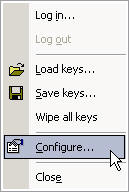 Log in...
Log out
Load keys...
Save keys...
Wipe all keys
Configure...
Close